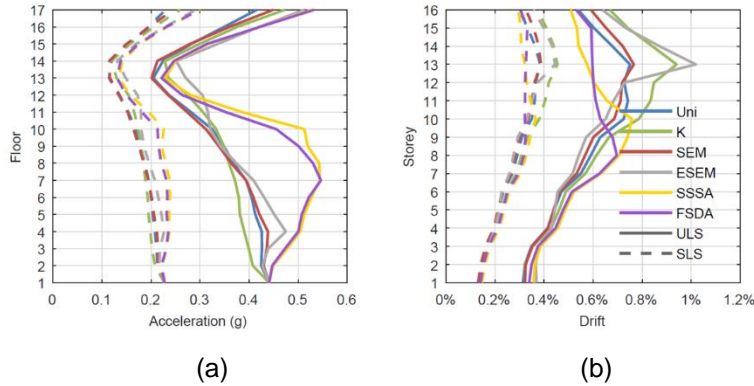 17
16
15
14
13
12
11
10
9
8
7
6
5
4
3
2
1
Floor
0 0.1 0.2 0.3 0.4 0.5 0.6
Acceleration (g)
(a)
16
15
14
13
12
11
10
9
8
7
6
5
4
3
2
1
Storey
0% 0.2% 0.4% 0.6% 0.8% 1% 1.2%
Drift
Uni
K
SEM
ESEM
SSSA
FSDA
ULS
SLS
(b)